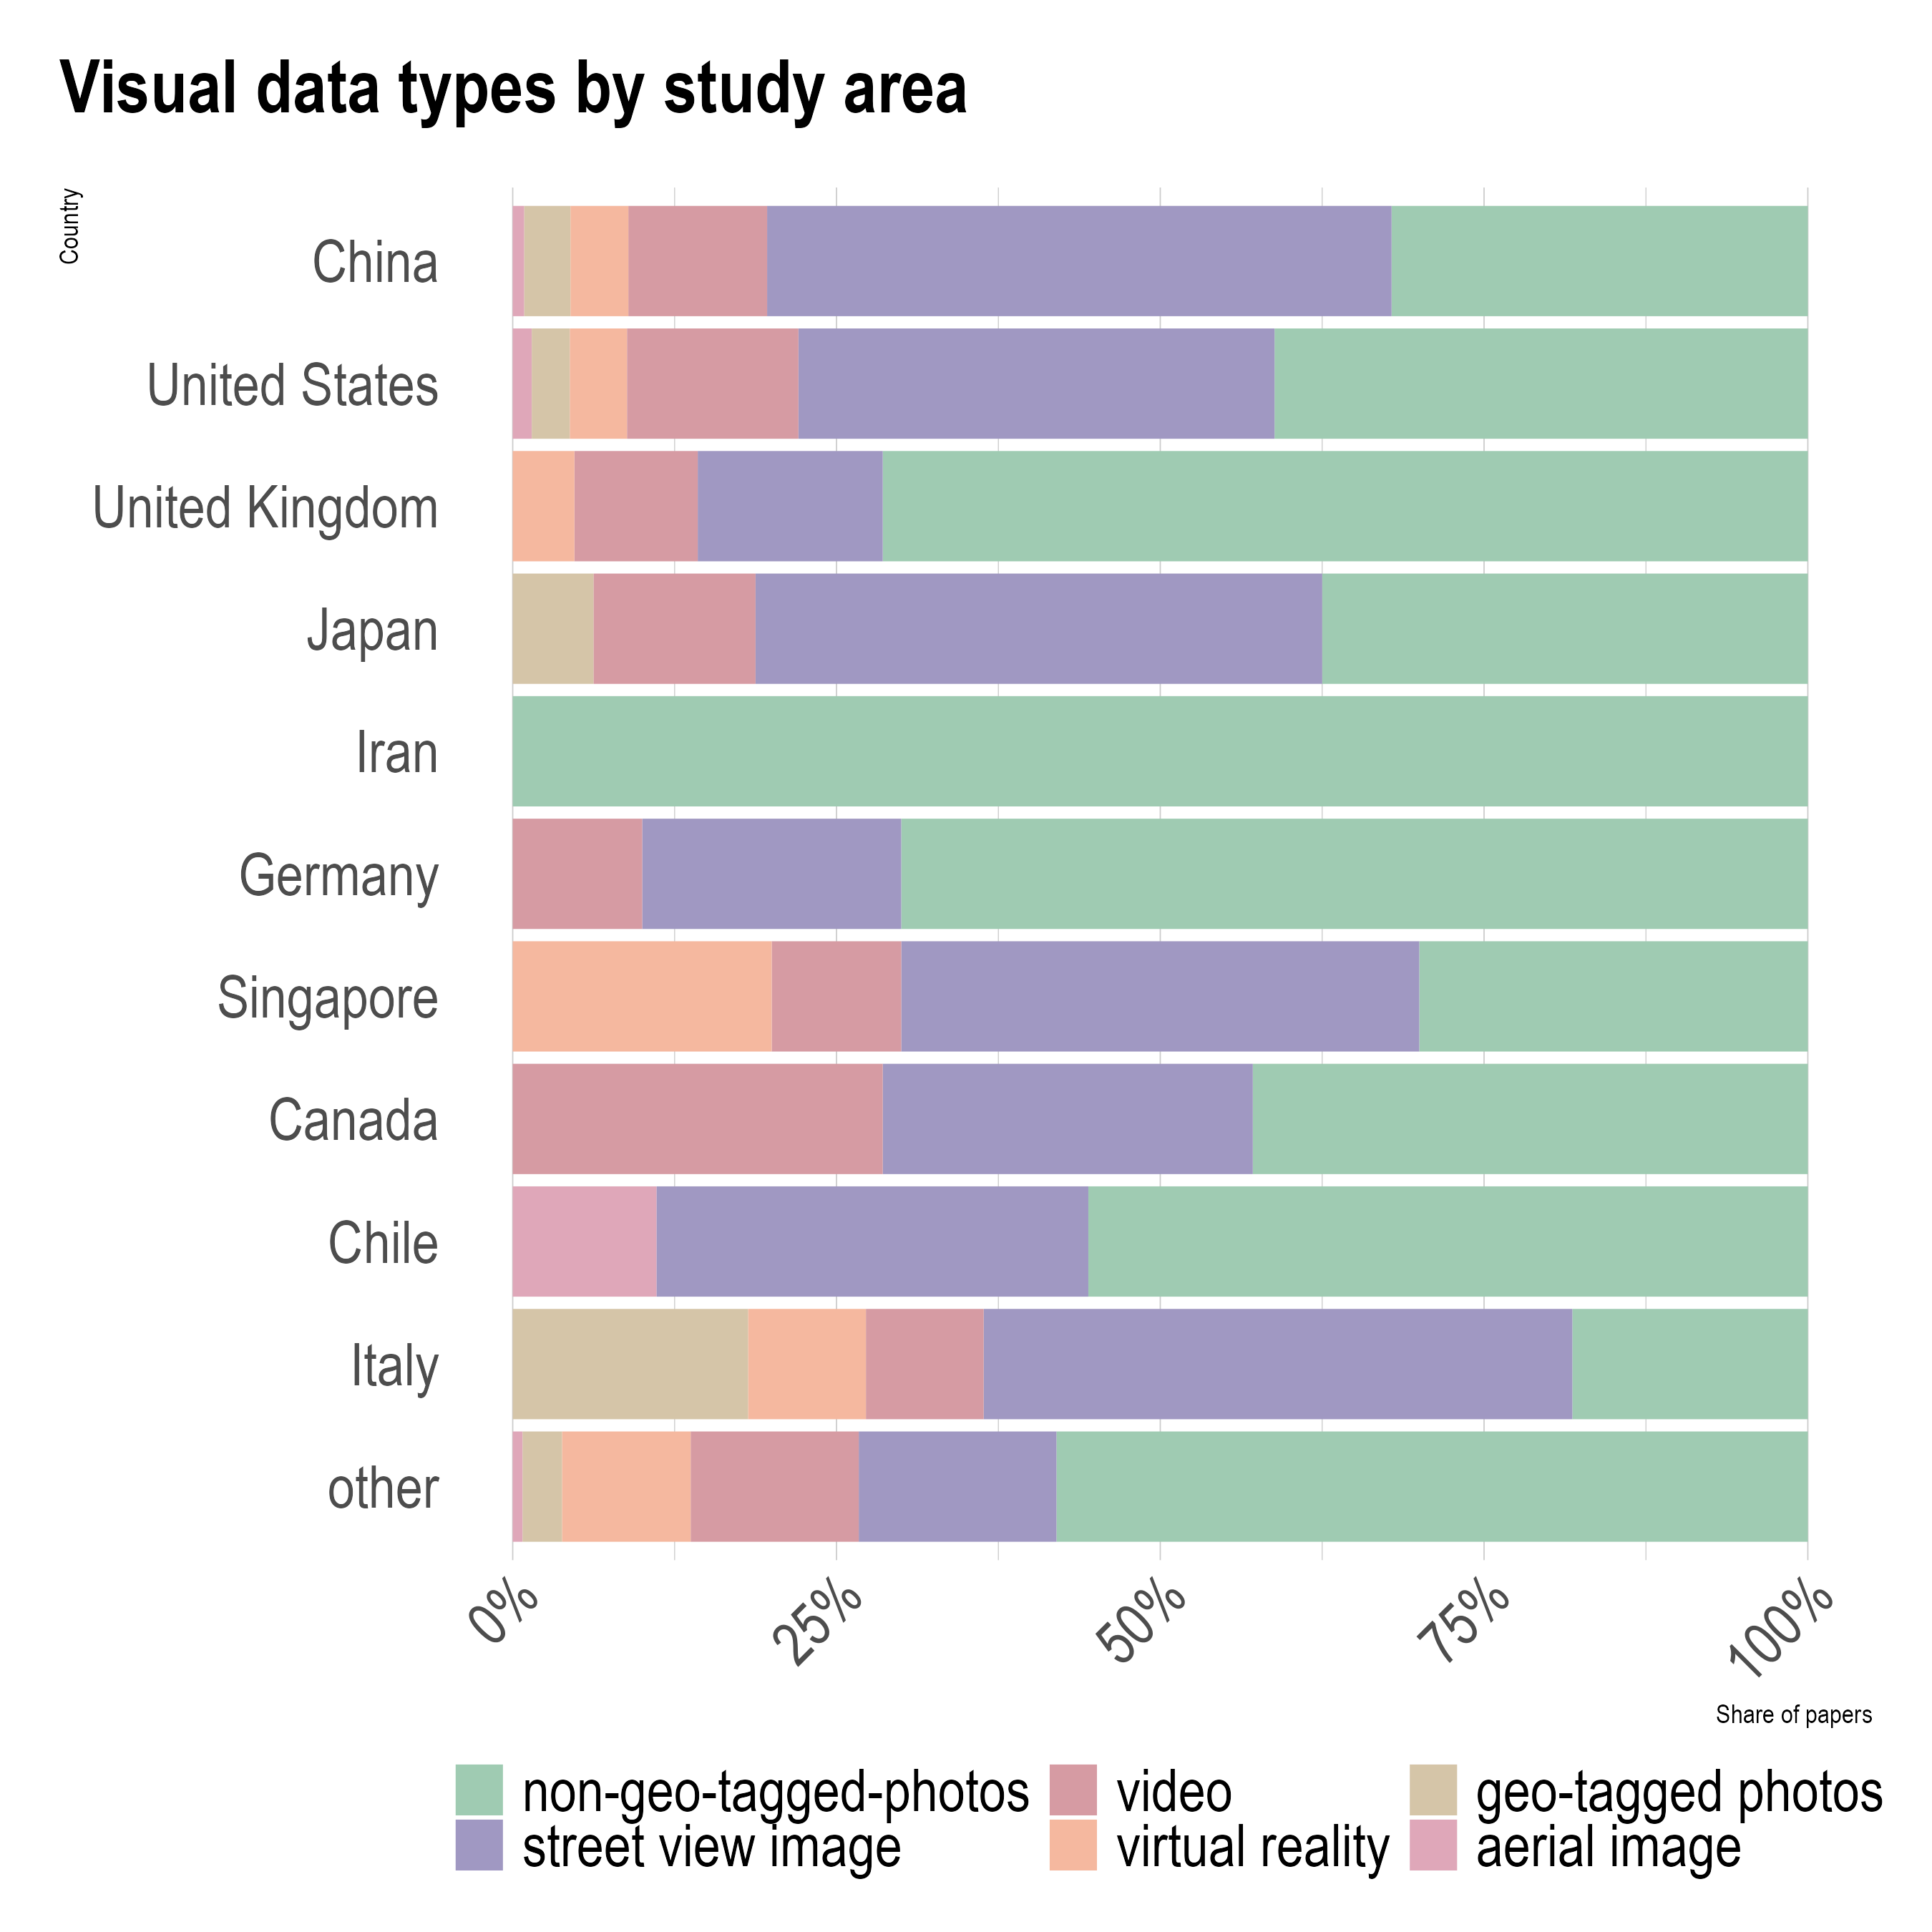 Visual data types by study area
Country
China
United States
United Kingdom
Japan
Iran
Germany
Singapore
Canada
Chile
Italy
other
0%
25%
50%
75%
100%
Share of papers
non-geo-tagged-photos
video
geo-tagged photos
street view image
virtual reality
aerial image